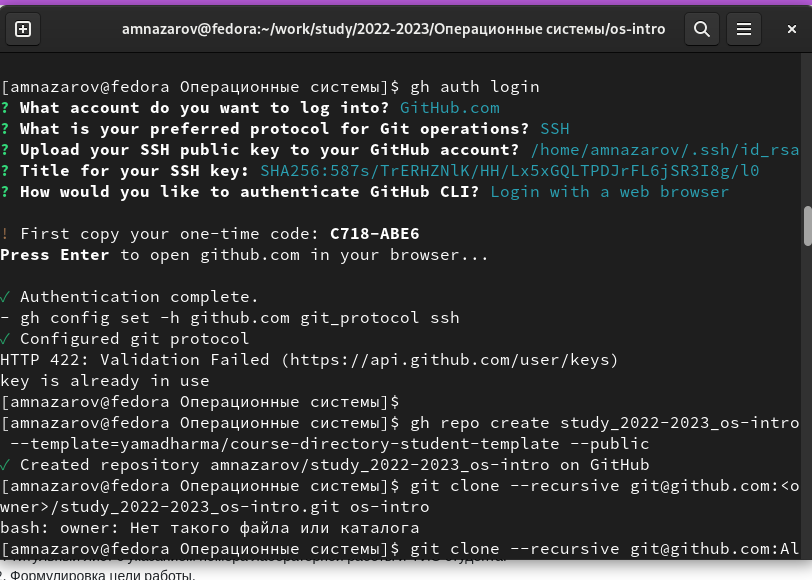 amnazarov@fedora:~/work/study/2022-2023/Операционные системы/os-intro
[amnazarov@fedora Операционные системы]$ gh auth login
? What account do you want to log into? GitHub.com
? What is your preferred protocol for Git operations? SSH
? Upload your SSH public key to your GitHub account? /home/amnazarov/.ssh/id_rsa
? Title for your SSH key: SHA256:587s/TrERHZNlK/HH/Lx5xGQLTPDJrFL6jSR3I8g/l0
? How would you like to authenticate GitHub CLI? Login with a web browser
! First copy your one-time code: C718-ABE6
Press Enter to open github.com in your browser...
✓ Authentication complete.
- gh config set -h github.com git_protocol ssh
✓ Configured git protocol
HTTP 422: Validation Failed (https://api.github.com/user/keys)
key is already in use
[amnazarov@fedora Операционные системы]$
[amnazarov@fedora Операционные системы]$ gh repo create study_2022-2023_os-intro
--template=yamadharma/course-directory-student-template --public
✓ Created repository amnazarov/study_2022-2023_os-intro on GitHub
[amnazarov@fedora Операционные системы]$ git clone --recursive git@github.com:<o
wner>/study_2022-2023_os-intro.git os-intro
bash: owner: Нет такого файла или каталога
[amnazarov@fedora Операционные системы]$ git clone --recursive git@github.com:Al
2. Формулировка цели работы.